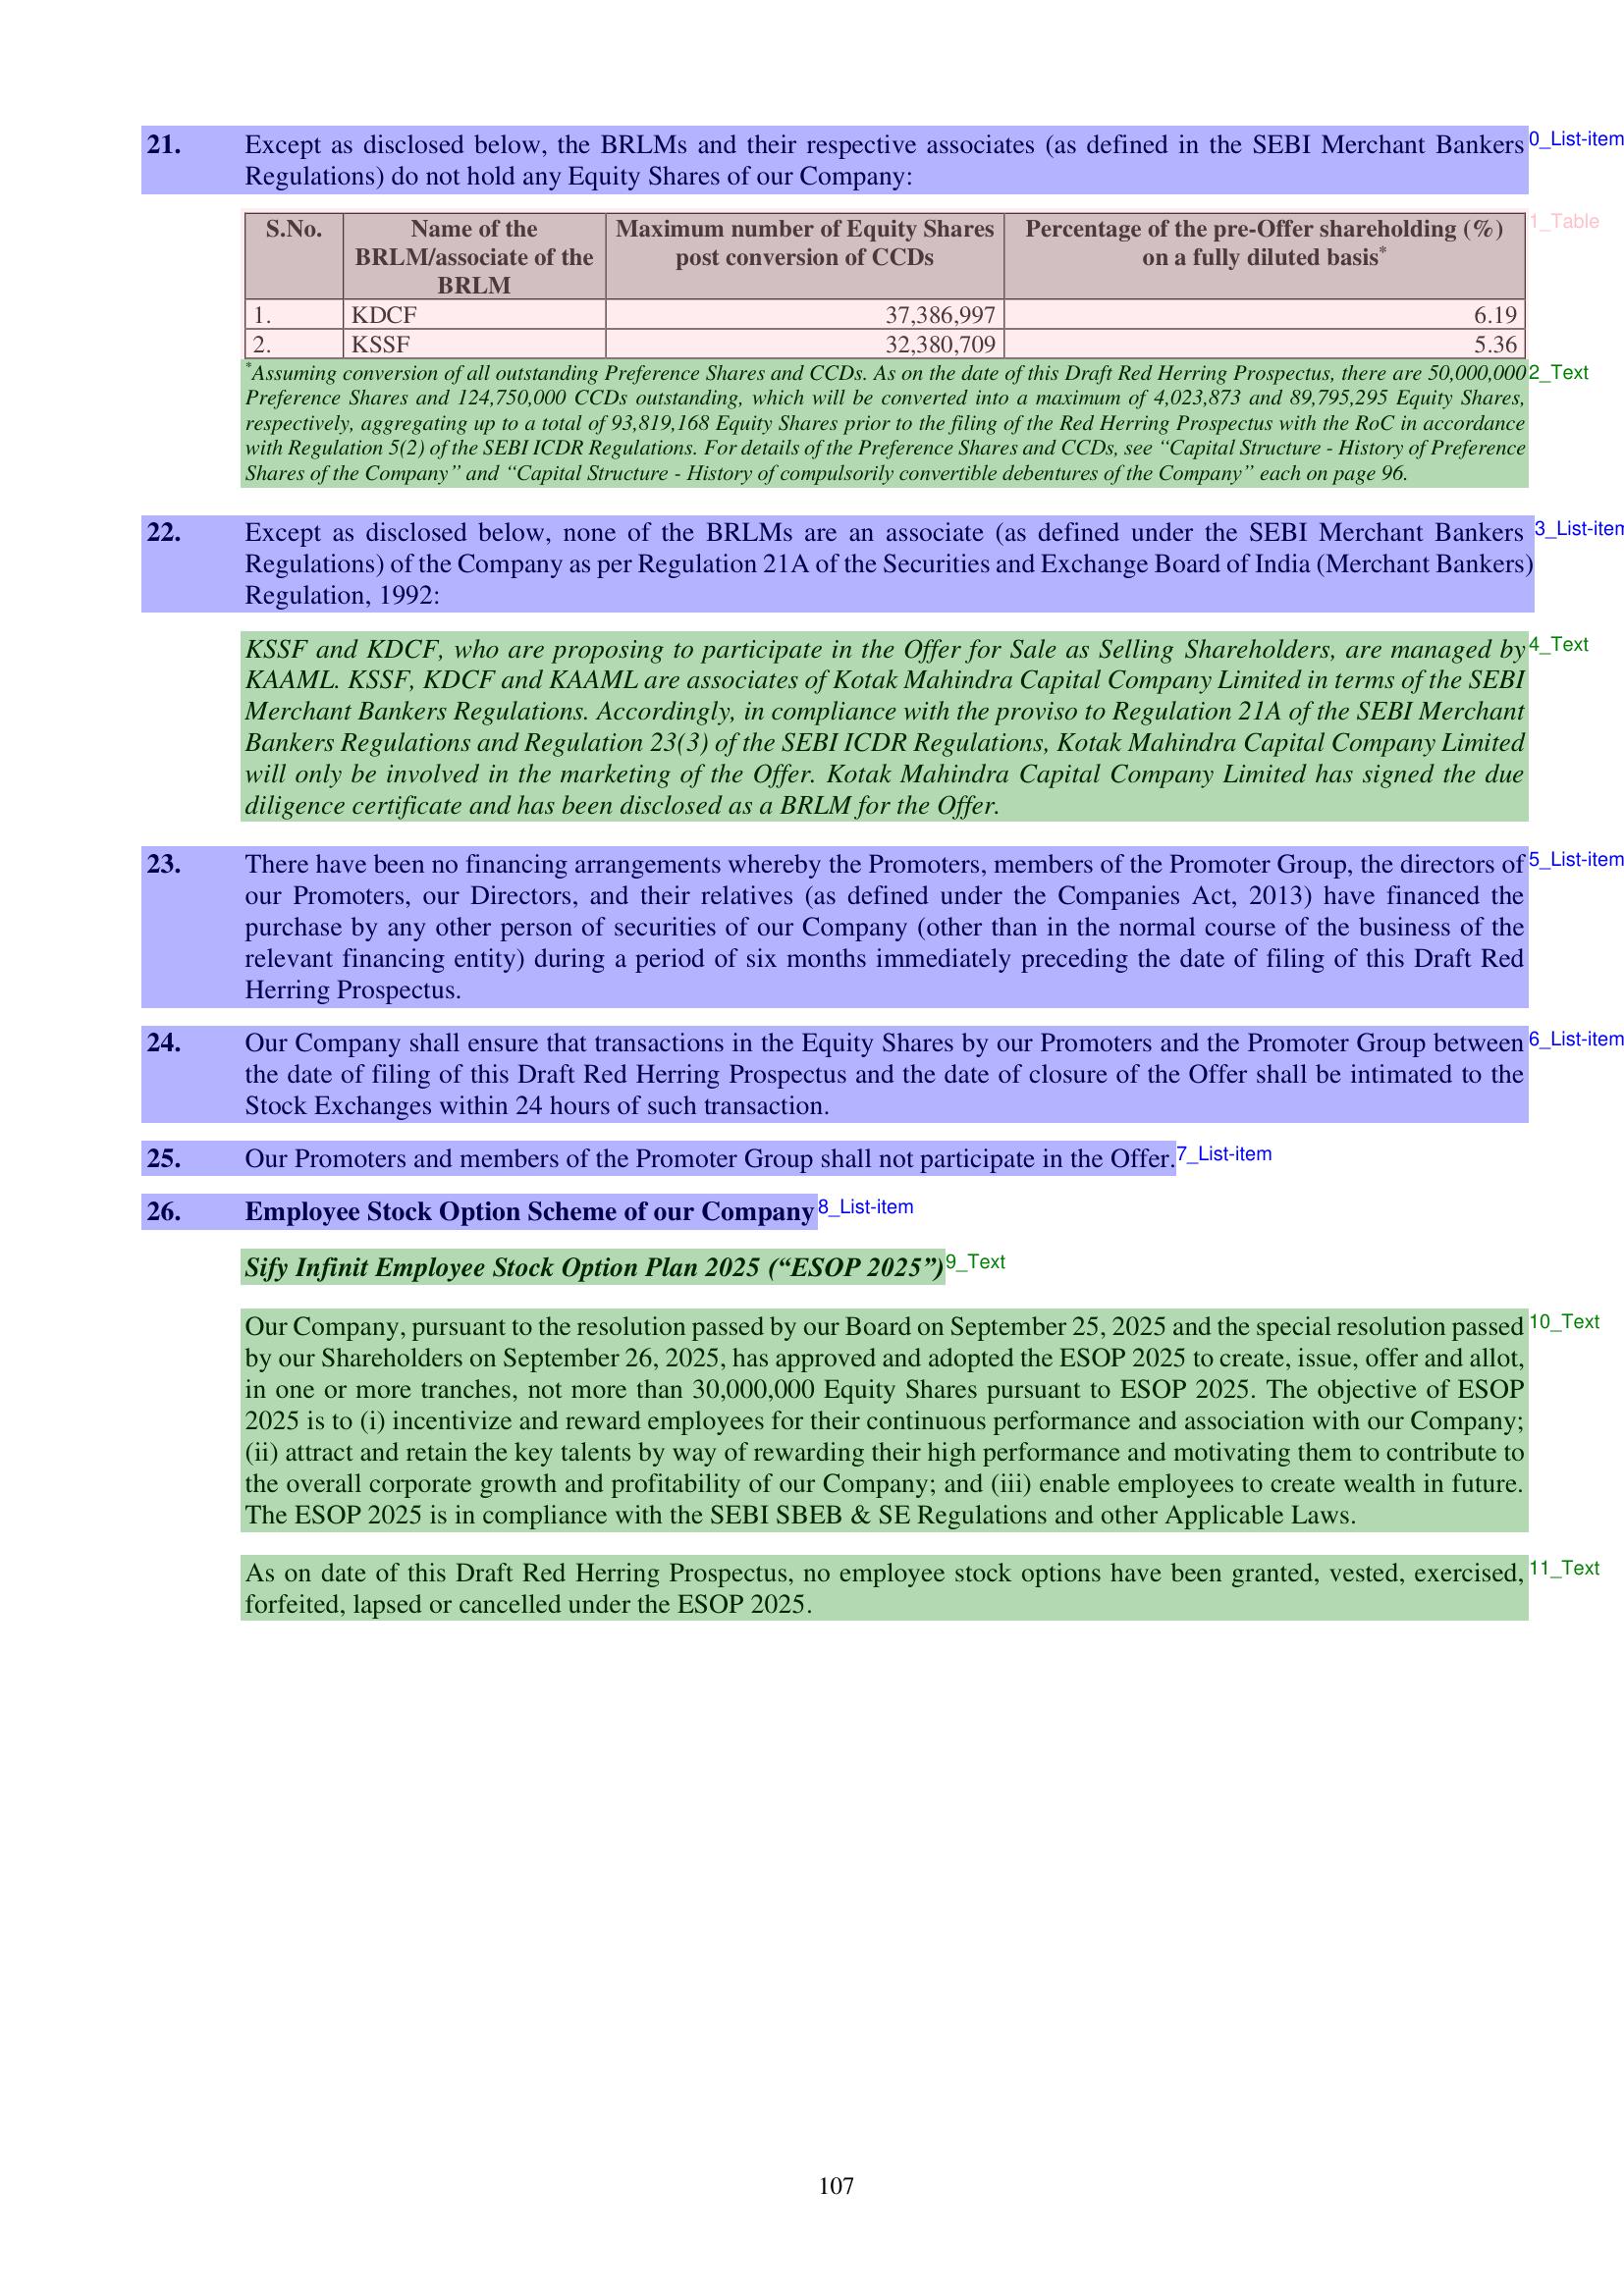 21. Except as disclosed below, the BRLMs and their respective associates (as defined in the SEBI Merchant Bankers 0_List-item
Regulations) do not hold any Equity Shares of our Company:
S.No. Name of the BRLM/associate of the BRLM Maximum number of Equity Shares post conversion of CCDs Percentage of the pre-Offer shareholding (%) on a fully diluted basis* 1_Table
1. KDCF 37,386,997 6.19
2. KSSF 32,380,709 5.36
*Assuming conversion of all outstanding Preference Shares and CCDs. As on the date of this Draft Red Herring Prospectus, there are 50,000,000 2_Text
Preference Shares and 124,750,000 CCDs outstanding, which will be converted into a maximum of 4,023,873 and 89,795,295 Equity Shares,
respectively, aggregating up to a total of 93,819,168 Equity Shares prior to the filing of the Red Herring Prospectus with the RoC in accordance
with Regulation 5(2) of the SEBI ICDR Regulations. For details of the Preference Shares and CCDs, see “Capital Structure - History of Preference
Shares of the Company” and “Capital Structure - History of compulsorily convertible debentures of the Company” each on page 96.
22. Except as disclosed below, none of the BRLMs are an associate (as defined under the SEBI Merchant Bankers 3_List-item
Regulations) of the Company as per Regulation 21A of the Securities and Exchange Board of India (Merchant Bankers)
Regulation, 1992:
KSSF and KDCF, who are proposing to participate in the Offer for Sale as Selling Shareholders, are managed by 4_Text
KAAML. KSSF, KDCF and KAAML are associates of Kotak Mahindra Capital Company Limited in terms of the SEBI
Merchant Bankers Regulations. Accordingly, in compliance with the proviso to Regulation 21A of the SEBI Merchant
Bankers Regulations and Regulation 23(3) of the SEBI ICDR Regulations, Kotak Mahindra Capital Company Limited
will only be involved in the marketing of the Offer. Kotak Mahindra Capital Company Limited has signed the due
diligence certificate and has been disclosed as a BRLM for the Offer.
23. There have been no financing arrangements whereby the Promoters, members of the Promoter Group, the directors of 5_List-item
our Promoters, our Directors, and their relatives (as defined under the Companies Act, 2013) have financed the
purchase by any other person of securities of our Company (other than in the normal course of the business of the
relevant financing entity) during a period of six months immediately preceding the date of filing of this Draft Red
Herring Prospectus.
24. Our Company shall ensure that transactions in the Equity Shares by our Promoters and the Promoter Group between 6_List-item
the date of filing of this Draft Red Herring Prospectus and the date of closure of the Offer shall be intimated to the
Stock Exchanges within 24 hours of such transaction.
25. Our Promoters and members of the Promoter Group shall not participate in the Offer. 7_List-item
26. Employee Stock Option Scheme of our Company 8_List-item
Sify Infinit Employee Stock Option Plan 2025 (“ESOP 2025”) 9_Text
Our Company, pursuant to the resolution passed by our Board on September 25, 2025 and the special resolution passed 10_Text
by our Shareholders on September 26, 2025, has approved and adopted the ESOP 2025 to create, issue, offer and allot,
in one or more tranches, not more than 30,000,000 Equity Shares pursuant to ESOP 2025. The objective of ESOP
2025 is to (i) incentivize and reward employees for their continuous performance and association with our Company;
(ii) attract and retain the key talents by way of rewarding their high performance and motivating them to contribute to
the overall corporate growth and profitability of our Company; and (iii) enable employees to create wealth in future.
The ESOP 2025 is in compliance with the SEBI SBEB & SE Regulations and other Applicable Laws.
As on date of this Draft Red Herring Prospectus, no employee stock options have been granted, vested, exercised, 11_Text
forfeited, lapsed or cancelled under the ESOP 2025.
107